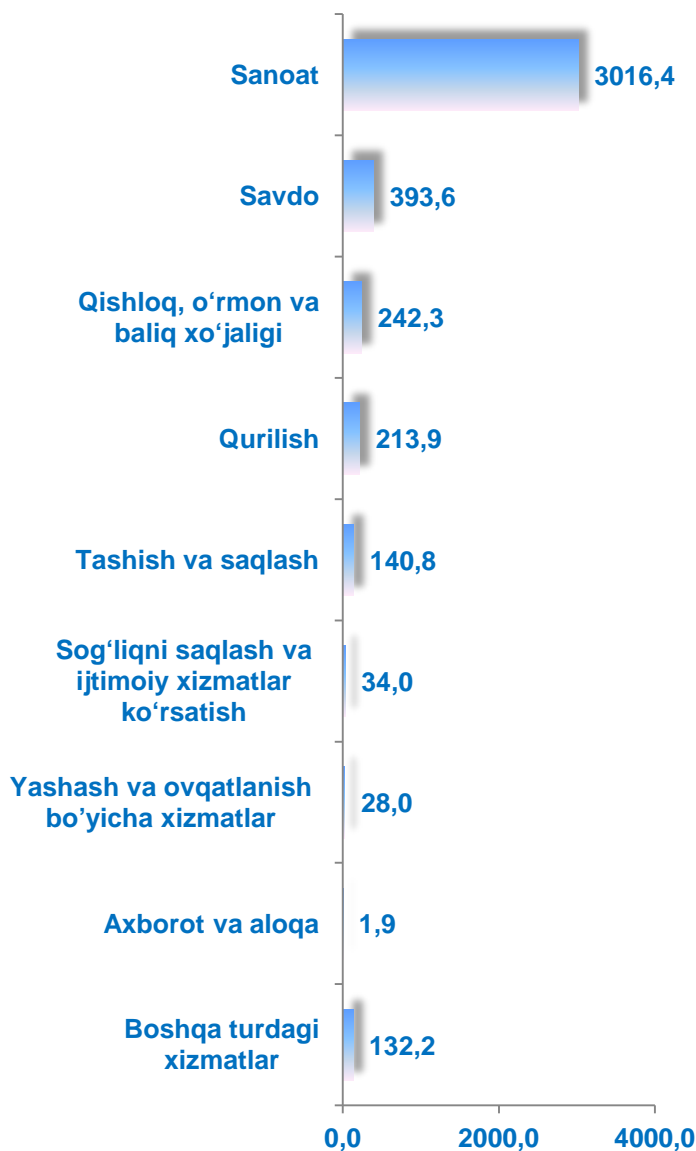 Sanoat
3016,4
Savdo
393,6
Qishloq, o‘rmon va
baliq xo‘jaligi
242,3
Qurilish
213,9
Tashish va saqlash
140,8
Sog‘liqni saqlash va
ijtimoiy xizmatlar
ko‘rsatish
34,0
Yashash va ovqatlanish
bo’yicha xizmatlar
28,0
Axborot va aloqa
1,9
Boshqa turdagi
xizmatlar
132,2
0,0 2000,0 4000,0